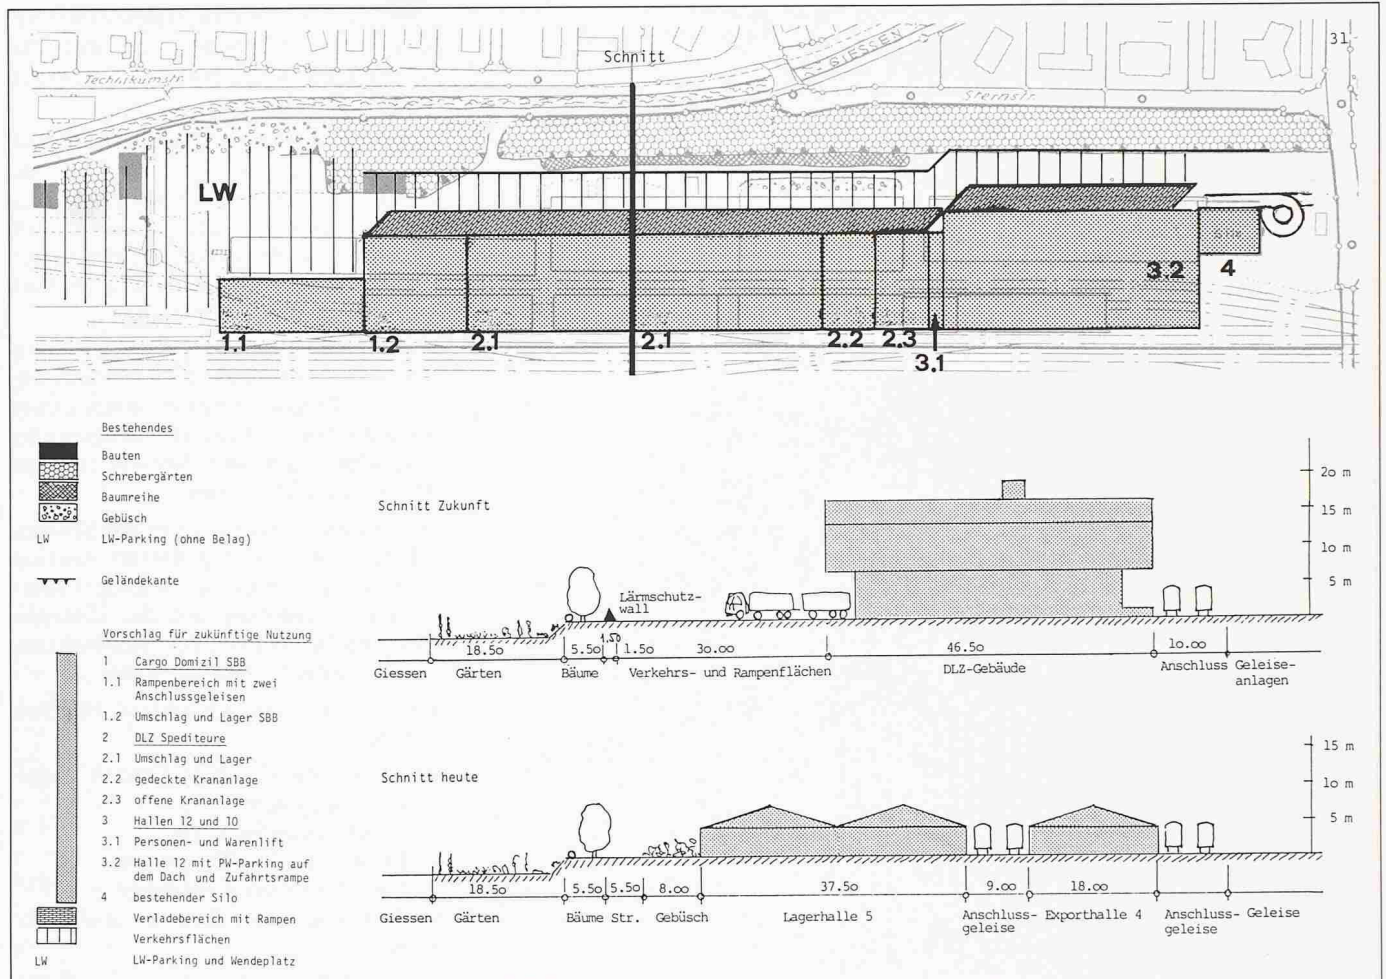 Schnitt
31
Technikumstr.
GIESSEN
Sternstr.
LW
1.1
1.2
2.1
2.1
2.2
2.3
3.1
3.2
4
Bestehendes
Bauten
Schrebergärten
Baumreihe
Gebüsch
LW LW-Parking (ohne Belag)
Geländekante
Vorschlag für zukünftige Nutzung
1 Cargo Domizil SBB
1.1 Rampenbereich mit zwei
Anschlussgeleisen
1.2 Umschlag und Lager SBB
2 DLZ Spediteure
2.1 Umschlag und Lager
2.2 gedeckte Krananlage
2.3 offene Krananlage
3 Hallen 12 und 10
3.1 Personen- und Warenlift
3.2 Halle 12 mit PW-Parking auf
dem Dach und Zufahrtsrampe
4 bestehender Silo
Verladebereich mit Rampen
Verkehrsflächen
LW LW-Parking und Wendeplatz
Schnitt Zukunft
20 m
15 m
10 m
5 m
Lärmschutz-
wall
18.50 5.50 1.50 1.50 30.00 46.50 10.00
Giessen Gärten Bäume Verkehrs- und Rampenflächen DLZ-Gebäude Anschluss Geleise-
anlagen
Schnitt heute
15 m
10 m
5 m
18.50 5.50 5.50 8.00 37.50 9.00 18.00
Giessen Gärten Bäume Str. Gebüsch Lagerhalle 5 Anschluss- Exporthalle 4 Anschluss- Geleise
geleise geleise